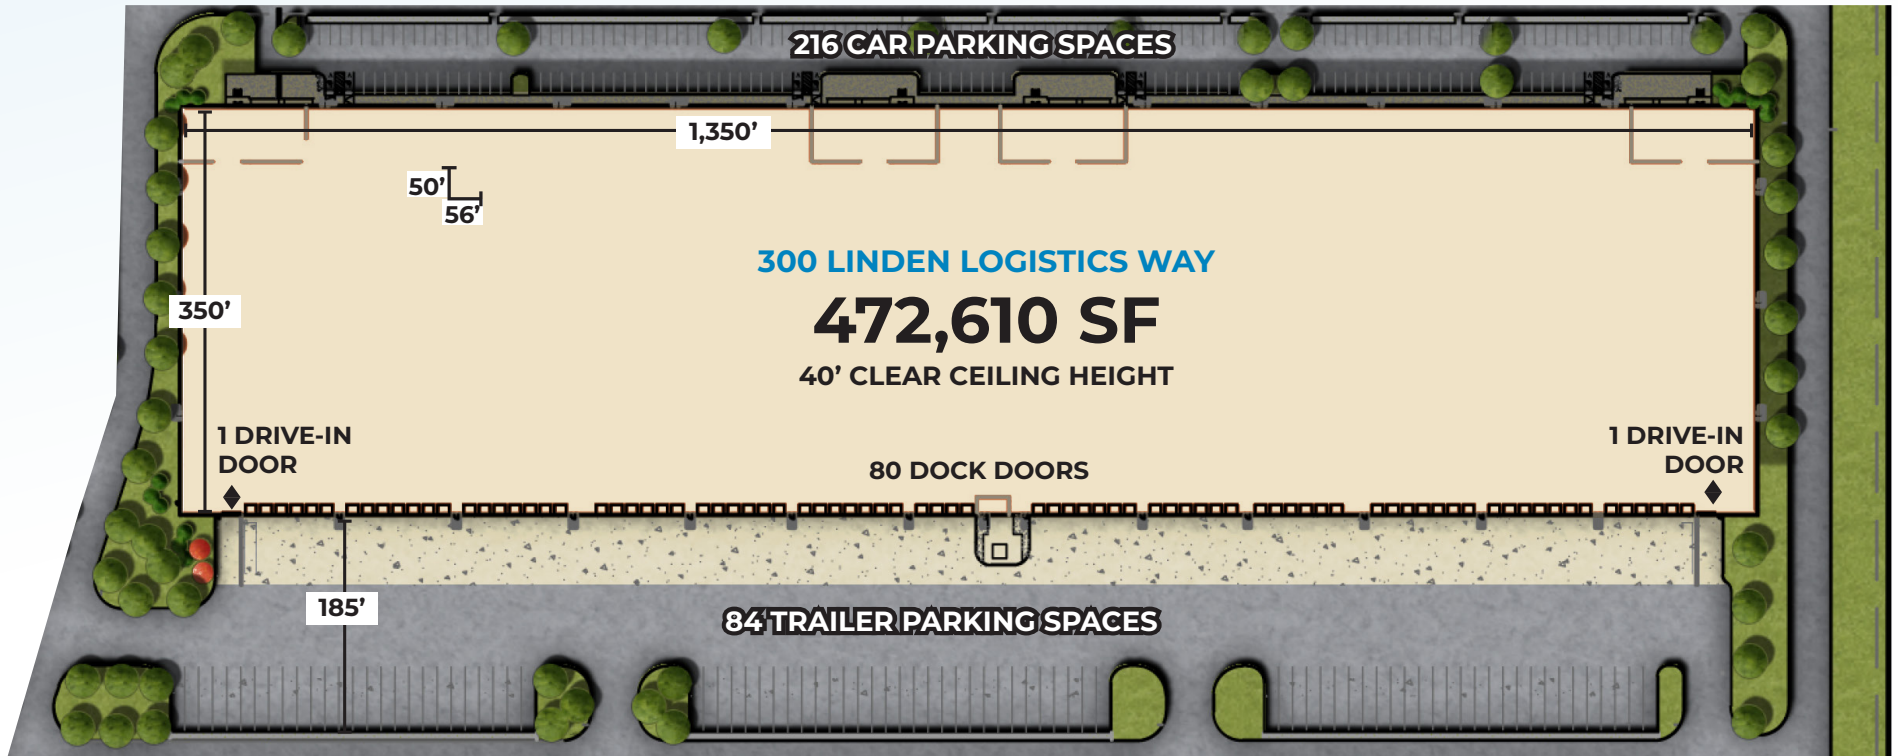 216 CAR PARKING SPACES
1,350’
50’
56’
300 LINDEN LOGISTICS WAY
472,610 SF
350’
40’ CLEAR CEILING HEIGHT
1 DRIVE-IN
DOOR
80 DOCK DOORS
1 DRIVE-IN
DOOR
185’
84 TRAILER PARKING SPACES